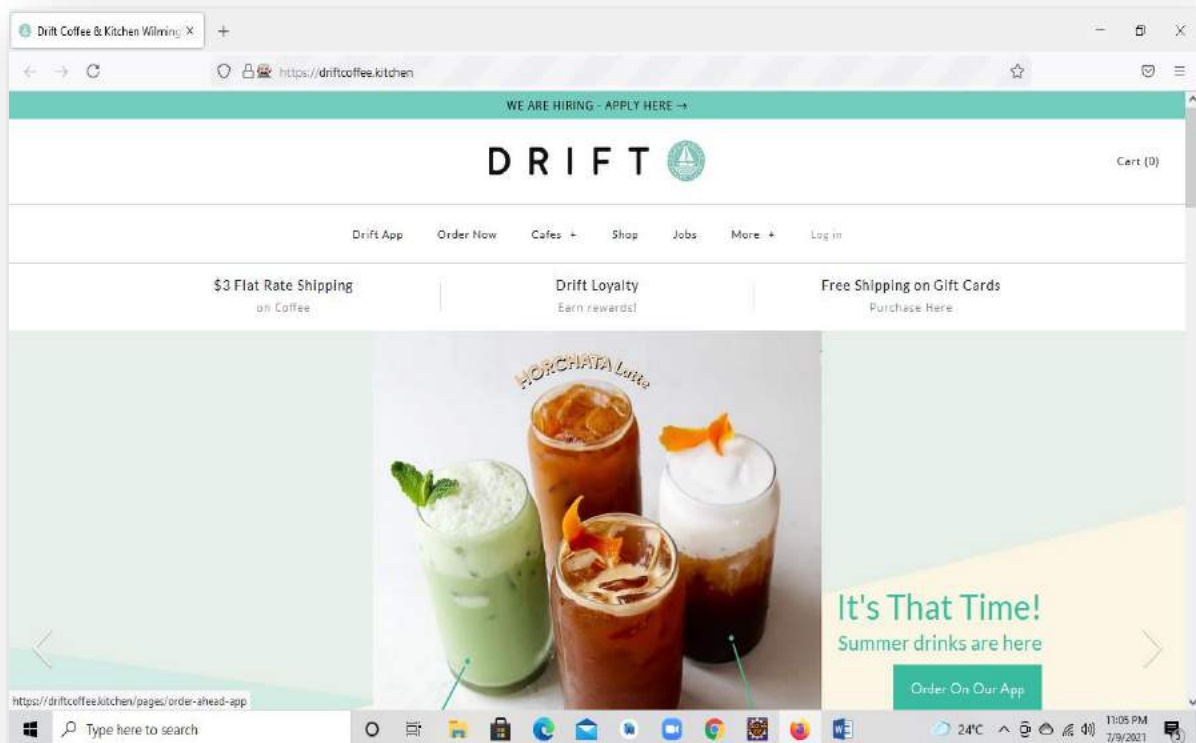 Drift Coffee & Kitchen Wilming
https://driftcoffee.kitchen
WE ARE HIRING - APPLY HERE →
DRIFT
Cart (0)
Drift App Order Now Cafes + Shop Jobs More + Log in
$3 Flat Rate Shipping Drift Loyalty Free Shipping on Gift Cards
on Coffee Earn rewards! Purchase Here
HORCHATA Latte
It's That Time!
Summer drinks are here
Order On Our App
https://driftcoffee.kitchen/pages/order-ahead-app
Type here to search
24°C
11:05 PM
7/9/2021